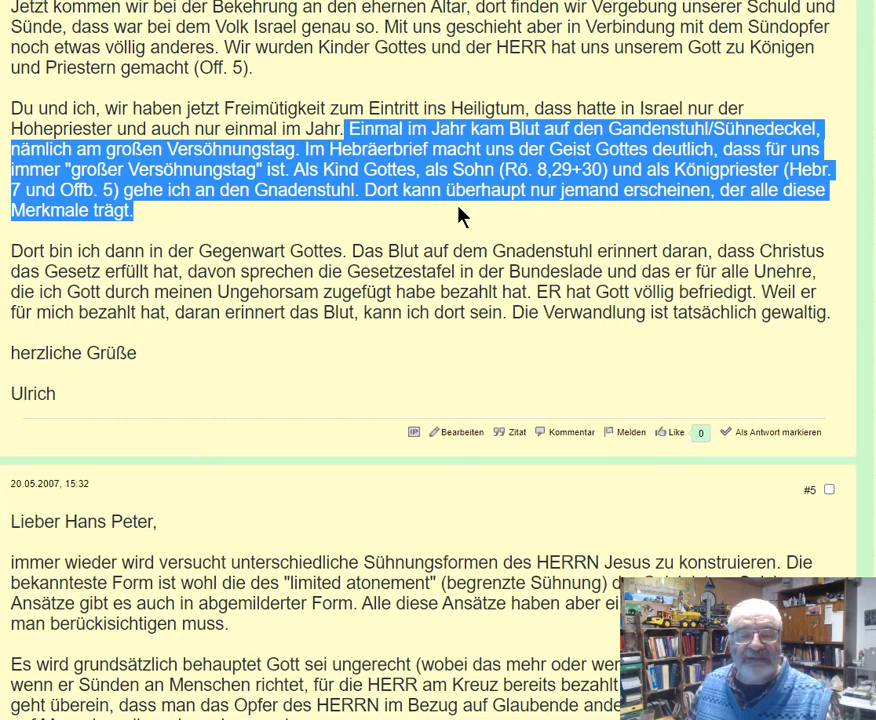 Jetzt kommen wir bei der Bekehrung an den ehernen Altar, dort finden wir Vergebung unserer Schuld und
Sünde, dass war bei dem Volk Israel genau so. Mit uns geschieht aber in Verbindung mit dem Sündopfer
noch etwas völlig anderes. Wir wurden Kinder Gottes und der HERR hat uns unserem Gott zu Königen
und Priestern gemacht (Off. 5).
Du und ich, wir haben jetzt Freimütigkeit zum Eintritt ins Heiligtum, dass hatte in Israel nur der
Hohepriester und auch nur einmal im Jahr. Einmal im Jahr kam Blut auf den Gandenstuhl/Sühnedeckel,
nämlich am großen Versöhnungstag. Im Hebräerbrief macht uns der Geist Gottes deutlich, dass für uns
immer "großer Versöhnungstag" ist. Als Kind Gottes, als Sohn (Rö. 8,29+30) und als Königpriester (Hebr.
7 und Offb. 5) gehe ich an den Gnadenstuhl. Dort kann überhaupt nur jemand erscheinen, der alle diese
Merkmale trägt.
Dort bin ich dann in der Gegenwart Gottes. Das Blut auf dem Gnadenstuhl erinnert daran, dass Christus
das Gesetz erfüllt hat, davon sprechen die Gesetzestafel in der Bundeslade und das er für alle Unehre,
die ich Gott durch meinen Ungehorsam zugefügt habe bezahlt hat. ER hat Gott völlig befriedigt. Weil er
für mich bezahlt hat, daran erinnert das Blut, kann ich dort sein. Die Verwandlung ist tatsächlich gewaltig.
herzliche Grüße
Ulrich
IP Bearbeiten Zitat Kommentar Melden Like 0 Als Antwort markieren
20.05.2007, 15:32
#5
Lieber Hans Peter,
immer wieder wird versucht unterschiedliche Sühnungsformen des HERRN Jesus zu konstruieren. Die
bekannteste Form ist wohl die des "limited atonement" (begrenzte Sühnung)
Ansätze gibt es auch in abgemilderter Form. Alle diese Ansätze haben aber
man berückisichtigen muss.
Es wird grundsätzlich behauptet Gott sei ungerecht (wobei das mehr oder
wenn er Sünden an Menschen richtet, für die HERR am Kreuz bereits bezahlt
geht überein, dass man das Opfer des HERRN im Bezug auf Glaubende